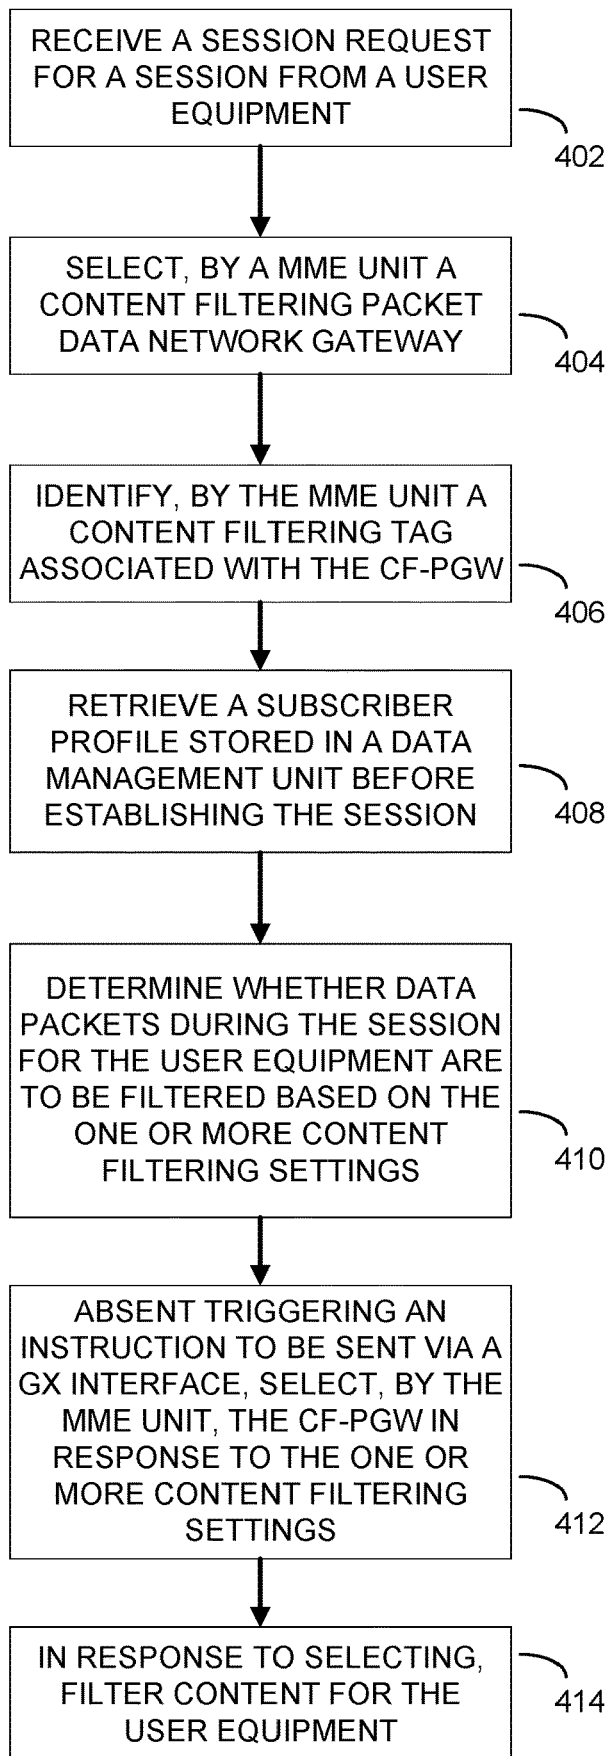 RECEIVE A SESSION REQUEST
FOR A SESSION FROM A USER
EQUIPMENT
402
SELECT, BY A MME UNIT A
CONTENT FILTERING PACKET
DATA NETWORK GATEWAY
404
IDENTIFY, BY THE MME UNIT A
CONTENT FILTERING TAG
ASSOCIATED WITH THE CF-PGW
406
RETRIEVE A SUBSCRIBER
PROFILE STORED IN A DATA
MANAGEMENT UNIT BEFORE
ESTABLISHING THE SESSION
408
DETERMINE WHETHER DATA
PACKETS DURING THE SESSION
FOR THE USER EQUIPMENT ARE
TO BE FILTERED BASED ON THE
ONE OR MORE CONTENT
FILTERING SETTINGS
410
ABSENT TRIGGERING AN
INSTRUCTION TO BE SENT VIA A
GX INTERFACE, SELECT, BY THE
MME UNIT, THE CF-PGW IN
RESPONSE TO THE ONE OR
MORE CONTENT FILTERING
SETTINGS
412
IN RESPONSE TO SELECTING,
FILTER CONTENT FOR THE
USER EQUIPMENT
414